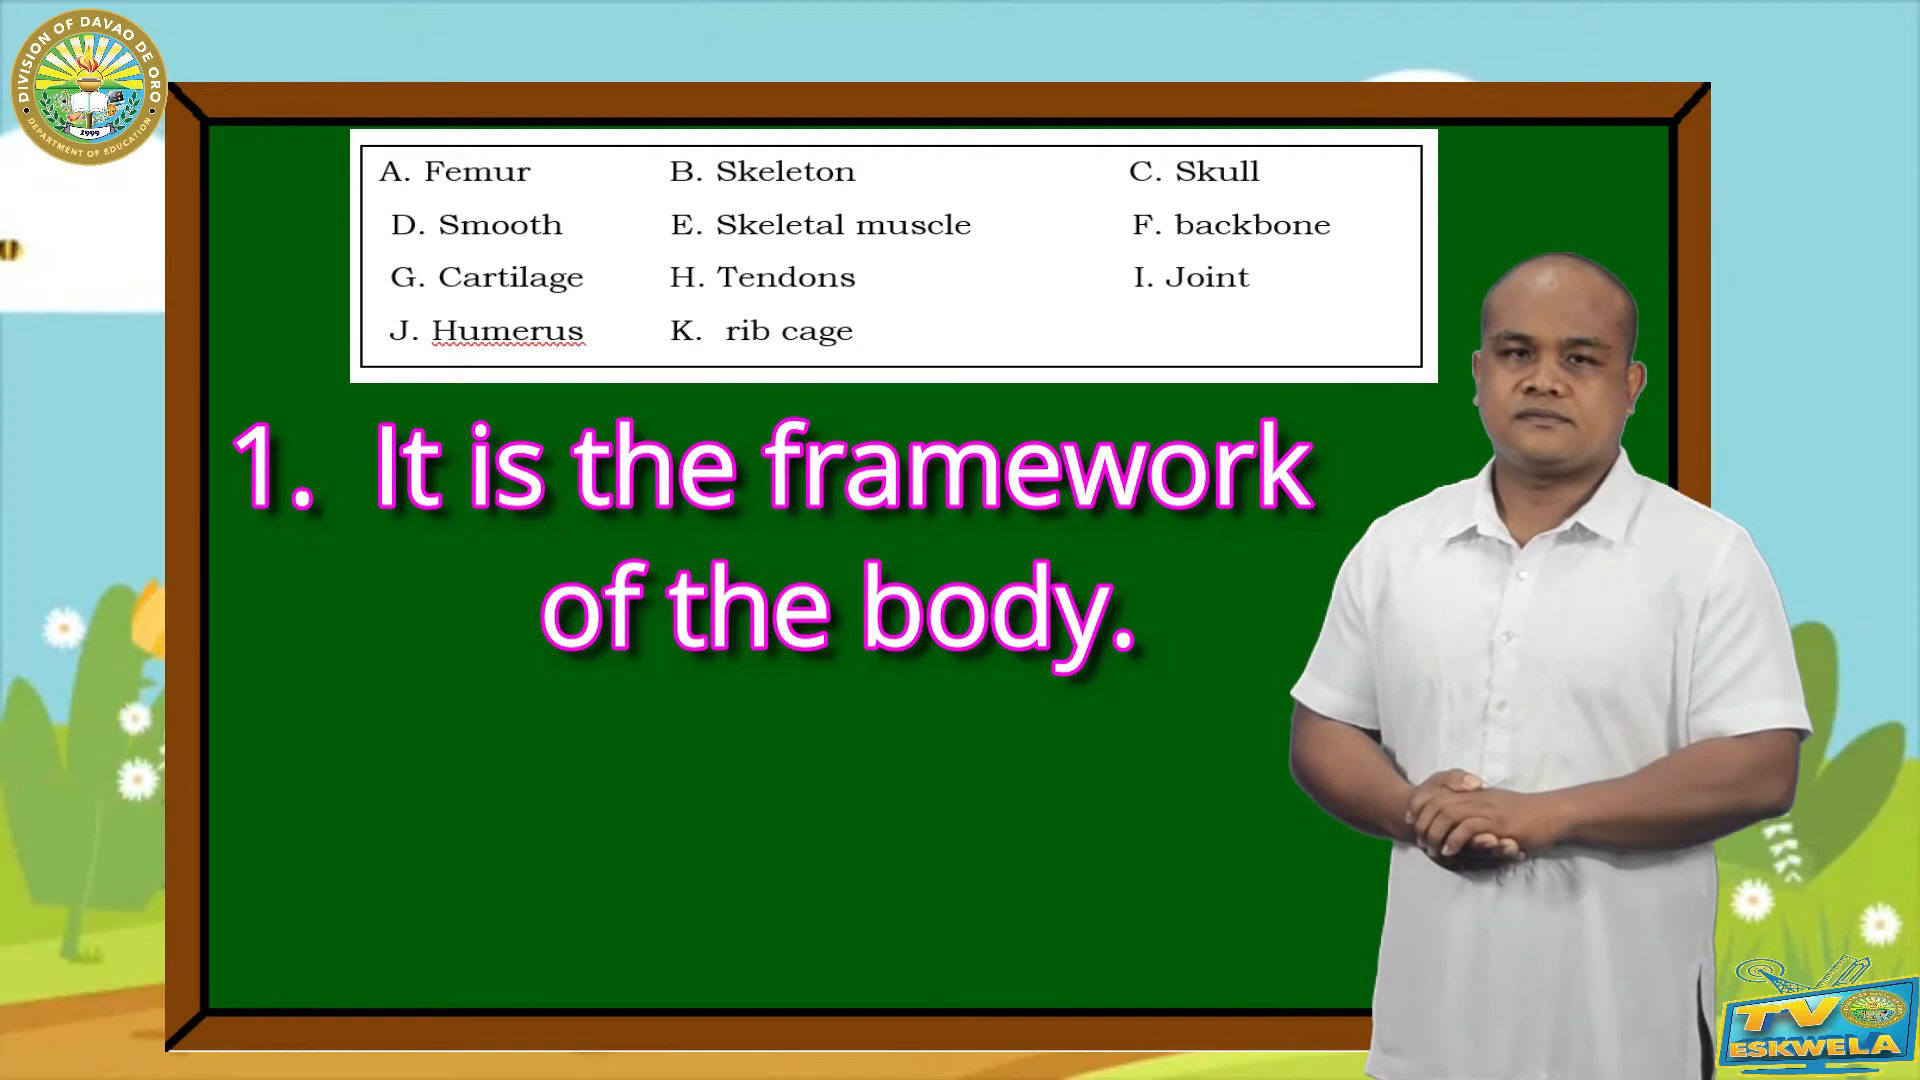 DIVISION OF DAVAO DE ORO
1999
DEPARTMENT OF EDUCATION
A. Femur B. Skeleton C. Skull
D. Smooth E. Skeletal muscle F. backbone
G. Cartilage H. Tendons I. Joint
J. Humerus K. rib cage
1. It is the framework
of the body.
TV
ESKWELA